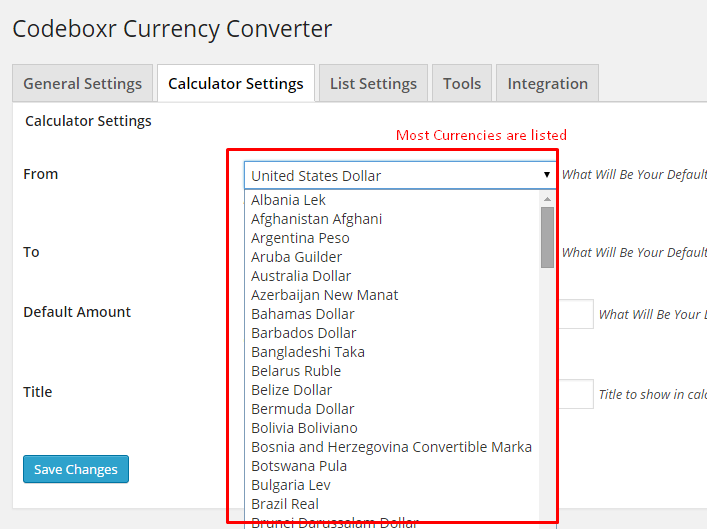 Codeboxr Currency Converter
General Settings Calculator Settings List Settings Tools Integration
Calculator Settings
Most Currencies are listed
From United States Dollar What Will Be Your Default
Albania Lek
Afghanistan Afghani
Argentina Peso
To Aruba Guilder What Will Be Your Default
Australia Dollar
Azerbaijan New Manat
Default Amount Bahamas Dollar What Will Be Your D
Barbados Dollar
Bangladeshi Taka
Belarus Ruble
Title Belize Dollar Title to show in calc
Bermuda Dollar
Bolivia Boliviano
Bosnia and Herzegovina Convertible Marka
Save Changes Botswana Pula
Bulgaria Lev
Brazil Real
Brunei Darussalam Dollar